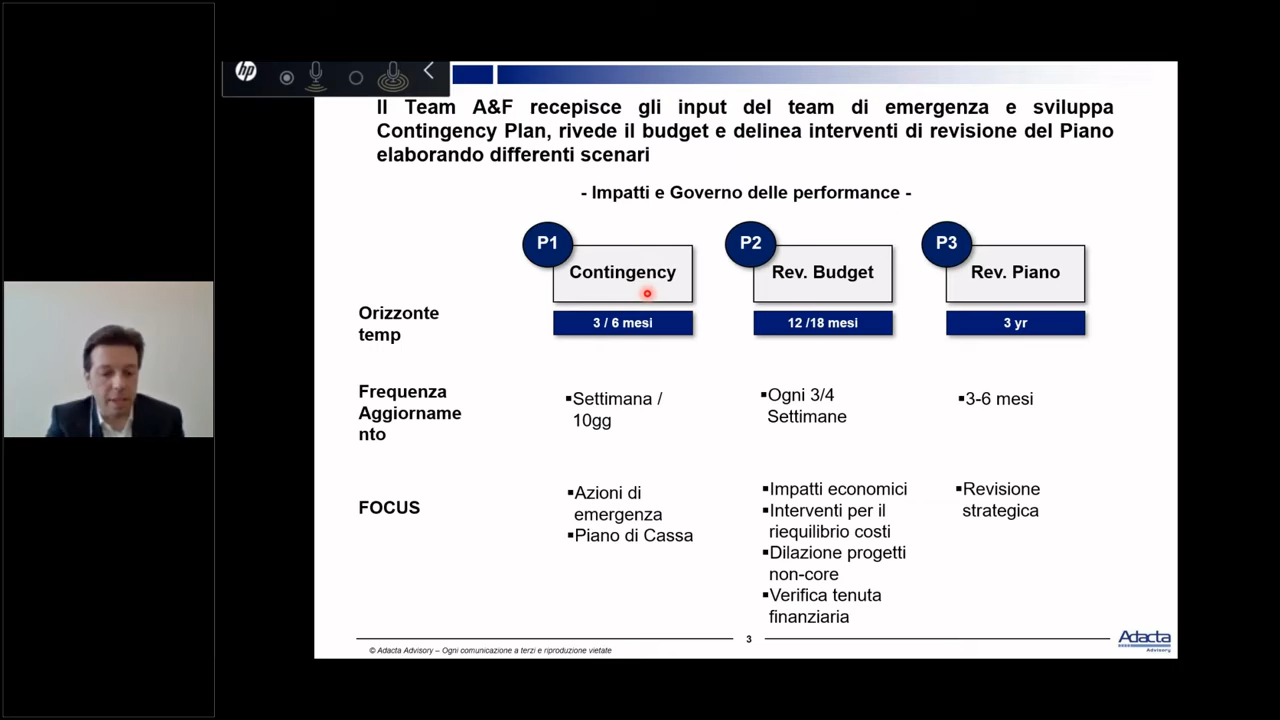 hp
Il Team A&F recepisce gli input del team di emergenza e sviluppa
Contingency Plan, rivede il budget e delinea interventi di revisione del Piano
elaborando differenti scenari
- Impatti e Governo delle performance -
P1
Contingency
P2
Rev. Budget
P3
Rev. Piano
Orizzonte
temp
3 / 6 mesi
12 /18 mesi
3 yr
Frequenza
Aggiorname
nto
▪Settimana /
10gg
▪Ogni 3/4
Settimane
▪3-6 mesi
FOCUS
▪Azioni di
emergenza
▪Piano di Cassa
▪Impatti economici
▪Interventi per il
riequilibrio costi
▪Dilazione progetti
non-core
▪Verifica tenuta
finanziaria
▪Revisione
strategica
3
© Adacta Advisory – Ogni comunicazione a terzi e riproduzione vietate
Adacta
Advisory